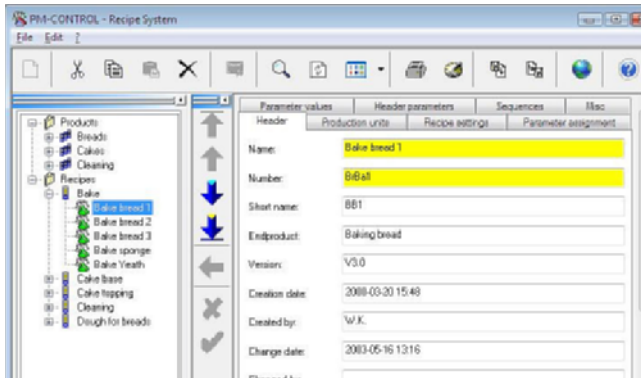 PM-CONTROL - Recipe System
File Edit ?
Parameter values Header parameters Sequences Misc
Header Production units Recipe settings Parameter assignment
Products
Breads
Cakes
Cleaning
Recipes
Bake
Bake bread 1
Bake bread 2
Bake bread 3
Bake sponge
Bake Yeath
Cake base
Cake topping
Cleaning
Dough for breads
Name: Bake bread 1
Number: BrBa1
Short name: BB1
Endproduct: Baking bread
Version: V3.0
Creation date: 2000-03-20 15:48
Created by: W.K.
Change date: 2003-05-16 13:16